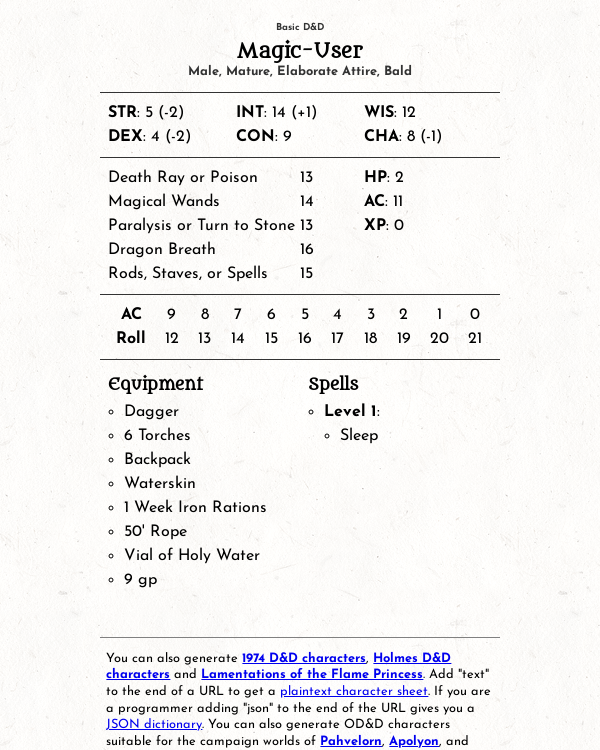 Basic D&D
Magic-User
Male, Mature, Elaborate Attire, Bald
STR: 5 (-2) INT: 14 (+1) WIS: 12
DEX: 4 (-2) CON: 9 CHA: 8 (-1)
Death Ray or Poison 13 HP: 2
Magical Wands 14 AC: 11
Paralysis or Turn to Stone 13 XP: 0
Dragon Breath 16
Rods, Staves, or Spells 15
AC 9 8 7 6 5 4 3 2 1 0
Roll 12 13 14 15 16 17 18 19 20 21
Equipment
Dagger
6 Torches
Backpack
Waterskin
1 Week Iron Rations
50' Rope
Vial of Holy Water
9 gp
Spells
Level 1:
Sleep
You can also generate 1974 D&D characters, Holmes D&D
characters and Lamentations of the Flame Princess. Add "text"
to the end of a URL to get a plaintext character sheet. If you are
a programmer adding "json" to the end of the URL gives you a
JSON dictionary. You can also generate OD&D characters
suitable for the campaign worlds of Pahvelorn, Apolyon, and